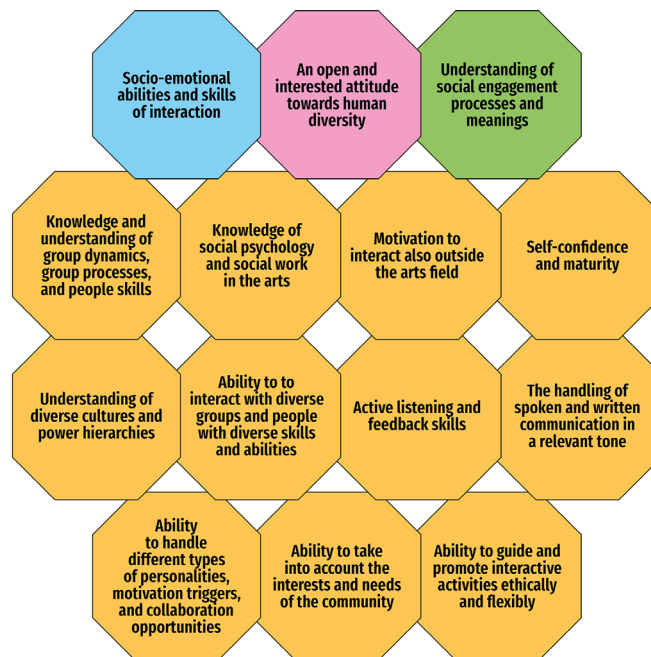 Socio-emotional
abilities and skills
of interaction
An open and
interested attitude
towards human
diversity
Understanding of
social engagement
processes and
meanings
Knowledge and
understanding of
group dynamics,
group processes,
and people skills
Knowledge of
social psychology
and social work
in the arts
Motivation to
interact also outside
the arts field
Self-confidence
and maturity
Understanding of
diverse cultures and
power hierarchies
Ability to to
interact with diverse
groups and people
with diverse skills
and abilities
Active listening and
feedback skills
The handling of
spoken and written
communication in
a relevant tone
Ability
to handle
different types
of personalities,
motivation triggers,
and collaboration
opportunities
Ability to take
into account the
interests and needs
of the community
Ability to guide and
promote interactive
activities ethically
and flexibly